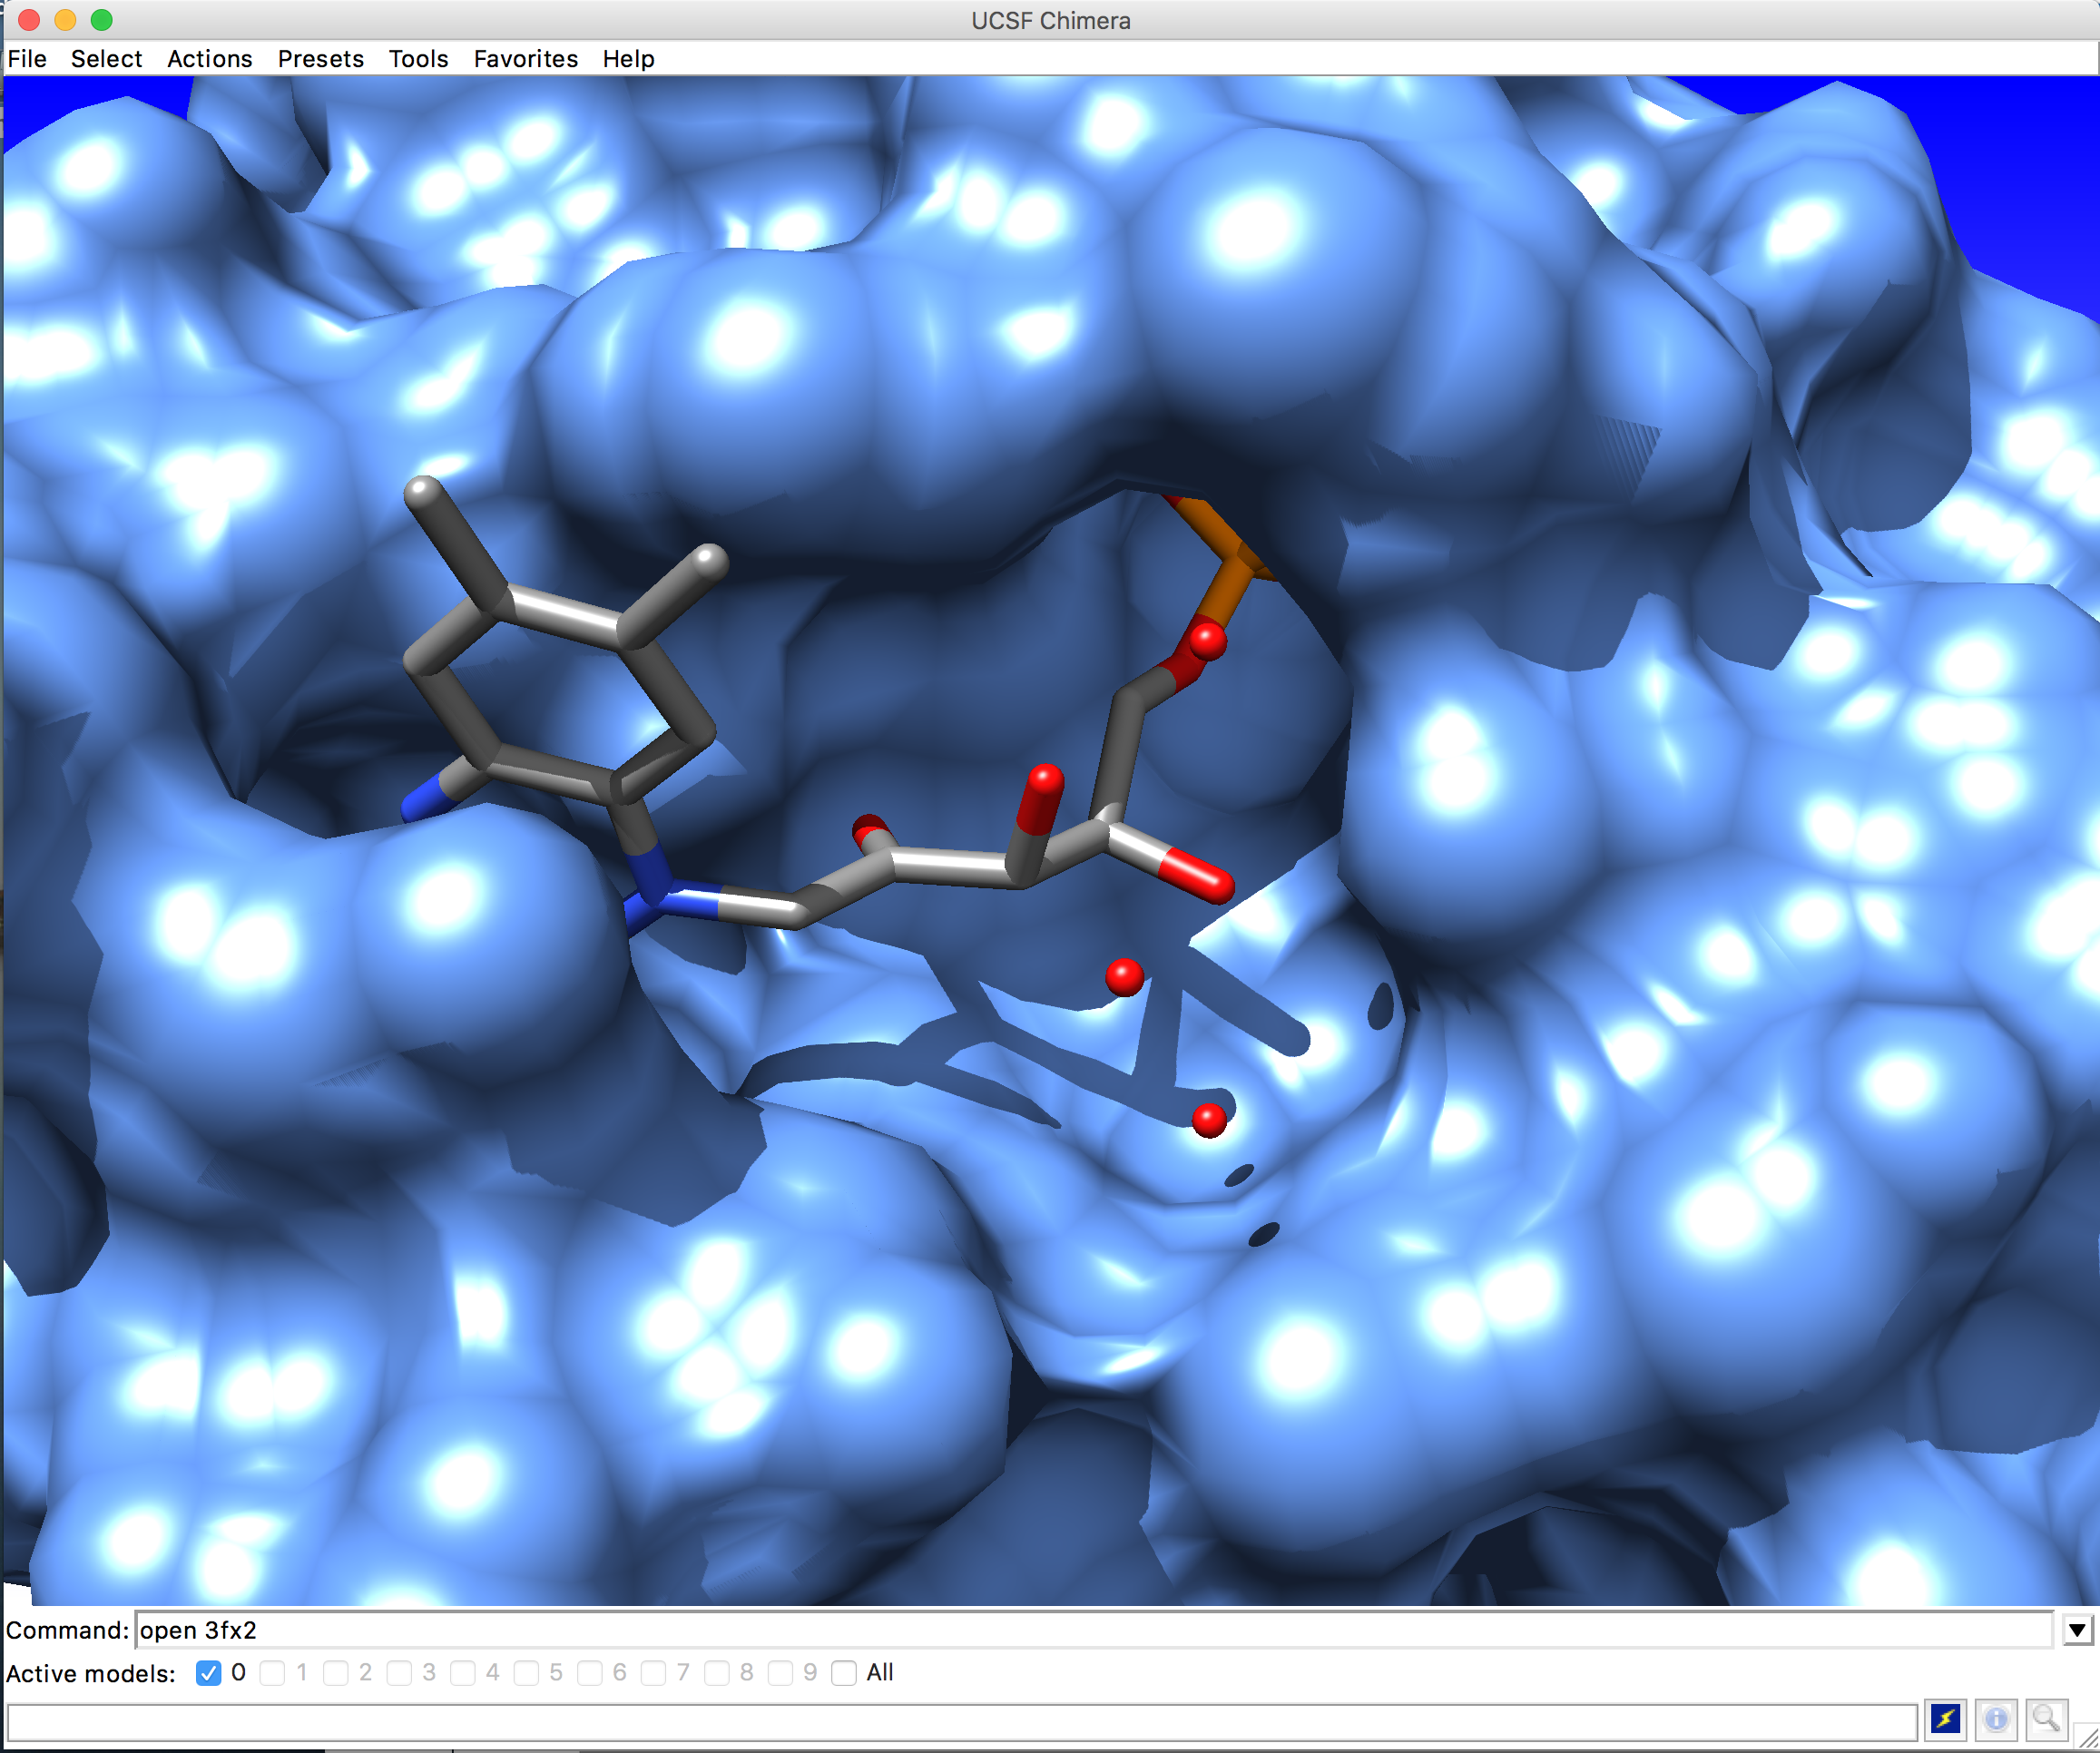 UCSF Chimera
File Select Actions Presets Tools Favorites Help
Command: open 3fx2
Active models: 0 1 2 3 4 5 6 7 8 9 All